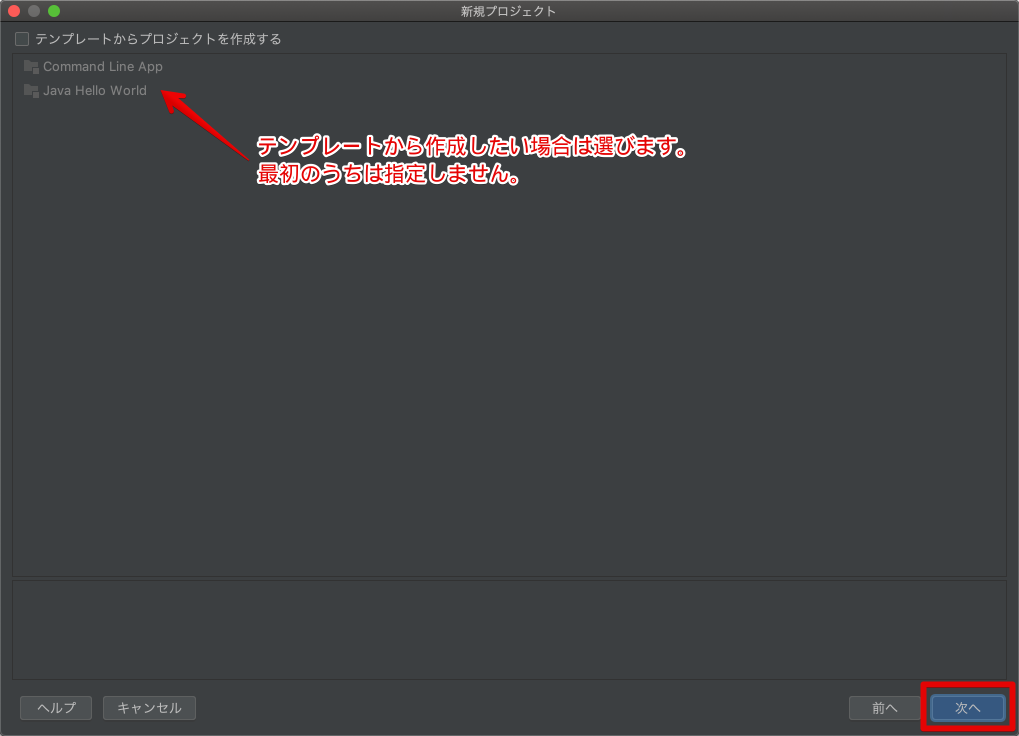 新規プロジェクト
テンプレートからプロジェクトを作成する
Command Line App
Java Hello World
テンプレートから作成したい場合は選びます。
最初のうちは指定しません。
ヘルプ
キャンセル
前へ
次へ